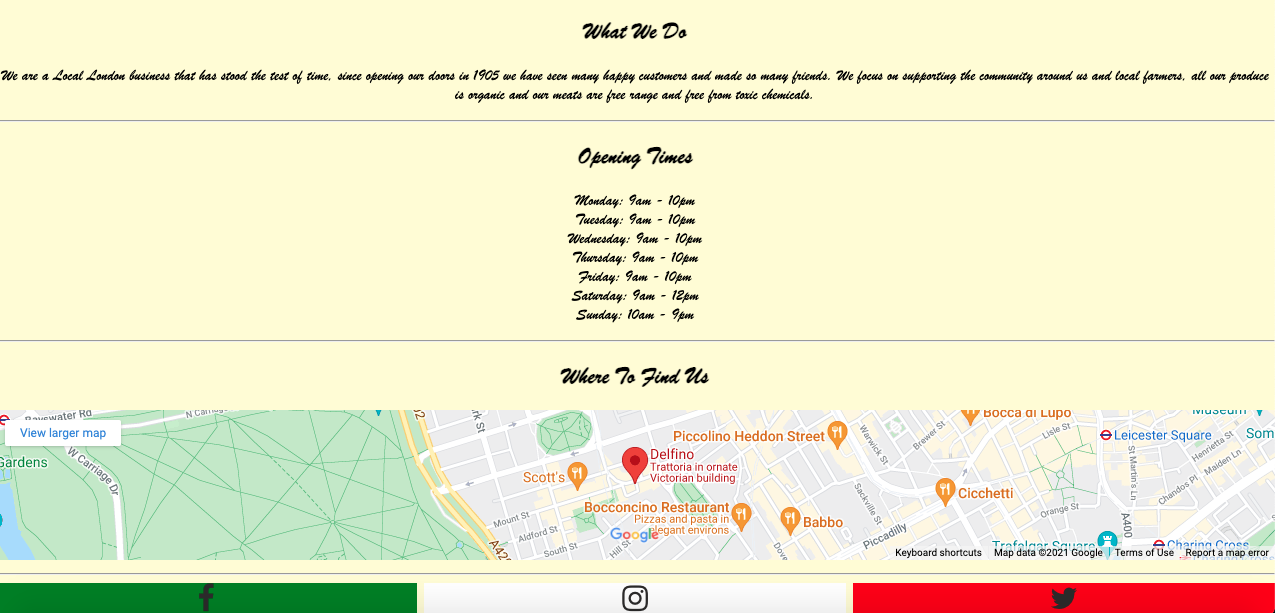 What We Do
We are a Local London business that has stood the test of time, since opening our doors in 1905 we have seen many happy customers and made so many friends. We focus on supporting the community around us and local farmers, all our produce
is organic and our meats are free range and free from toxic chemicals.
Opening Times
Monday: 9am - 10pm
Tuesday: 9am - 10pm
Wednesday: 9am - 10pm
Thursday: 9am - 10pm
Friday: 9am - 10pm
Saturday: 9am - 12pm
Sunday: 10am - 9pm
Where To Find Us
Bayswater Rd
N Carriage
View larger map
Gardens
W Carriage Dr
Scott's
Mount St
Aldford St
South St
Hill St
Delfino
Trattoria in ornate
Victorian building
Piccolino Heddon Street
Bocconcino Restaurant
Pizzas and pasta in
elegant environs
Google
Babbo
Cicchetti
Bocca di Lupo
Warwick St
Brewer St
Sackville St
Piccadilly
Lisle St
Leicester Square
St Martin's Ln
Henrietta St
Maiden Ln
Chandos Pl
Orange St
A400
Museum
Som
Trafalgar Square
Charing Cross
Keyboard shortcuts
Map data ©2021 Google
Terms of Use
Report a map error